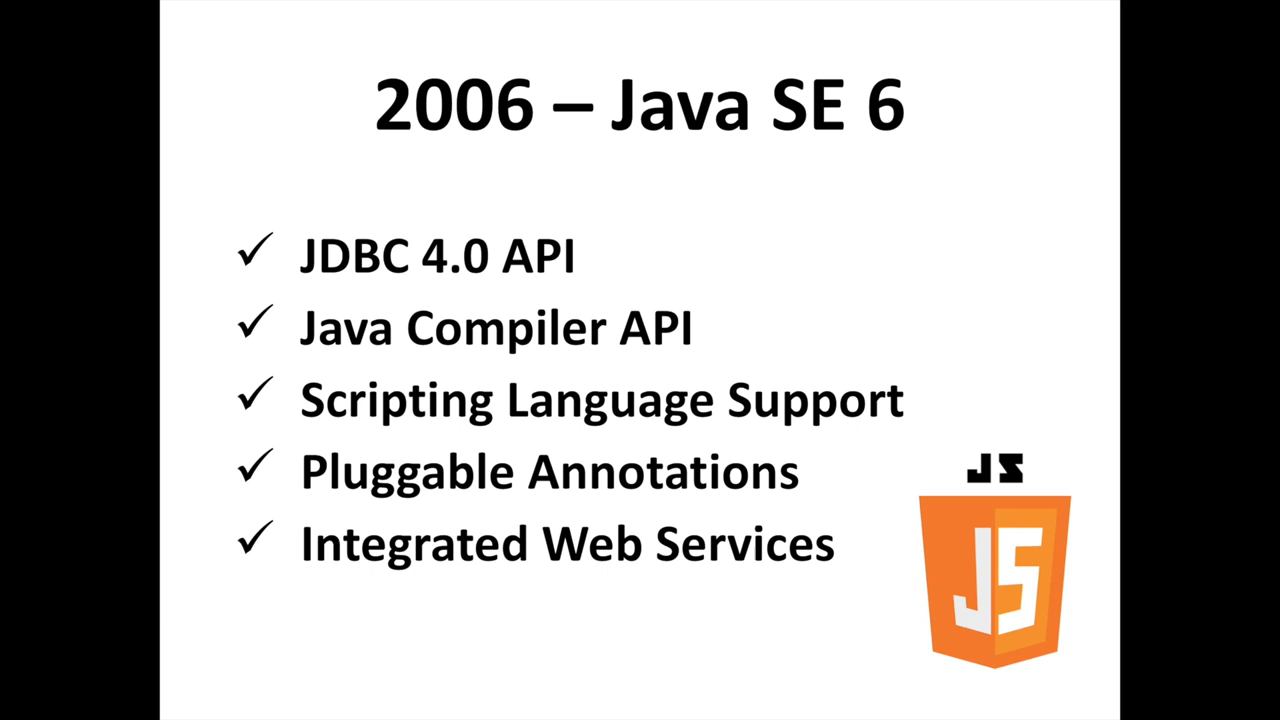 2006 – Java SE 6
✓ JDBC 4.0 API
✓ Java Compiler API
✓ Scripting Language Support
✓ Pluggable Annotations
✓ Integrated Web Services
JS
JS